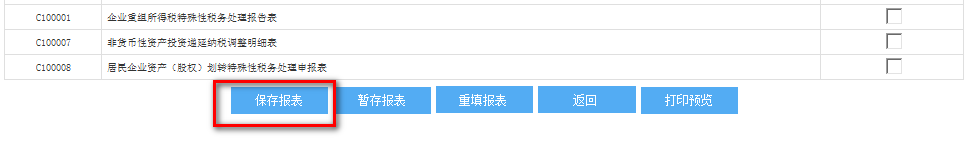 C100001 企业重组所得税特殊性税务处理报告表
C100007 非货币性资产投资递延纳税调整明细表
C100008 居民企业资产（股权）划转特殊性税务处理申报表
保存报表 暂存报表 重填报表 返回 打印预览